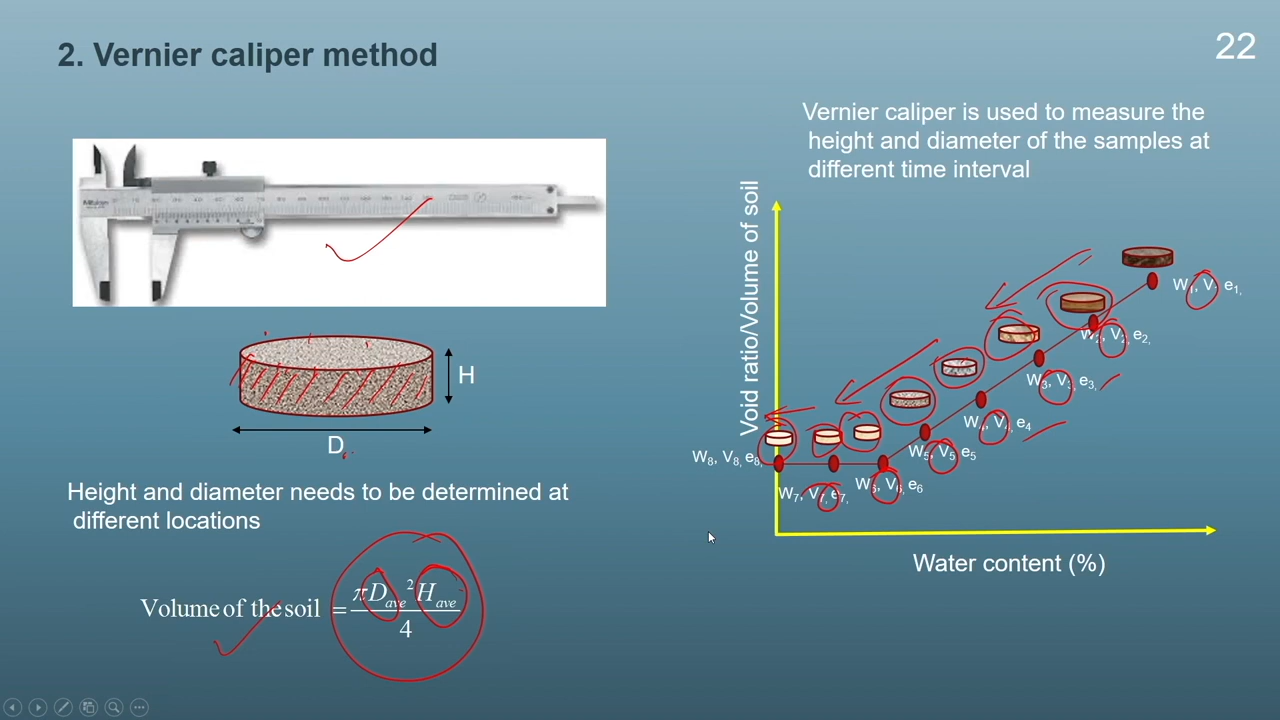 2. Vernier caliper method
22
Vernier caliper is used to measure the
height and diameter of the samples at
different time interval
Mitutoyo
H
D
Height and diameter needs to be determined at
different locations
Volume of the soil = πD_ave²H_ave / 4
Void ratio/Volume of soil
W1, V1, e1,
W2, V2, e2,
W3, V3, e3,
W4, V4, e4
W5, V5, e5
W6, V6, e6
W7, V7, e7,
W8, V8, e8,
Water content (%)